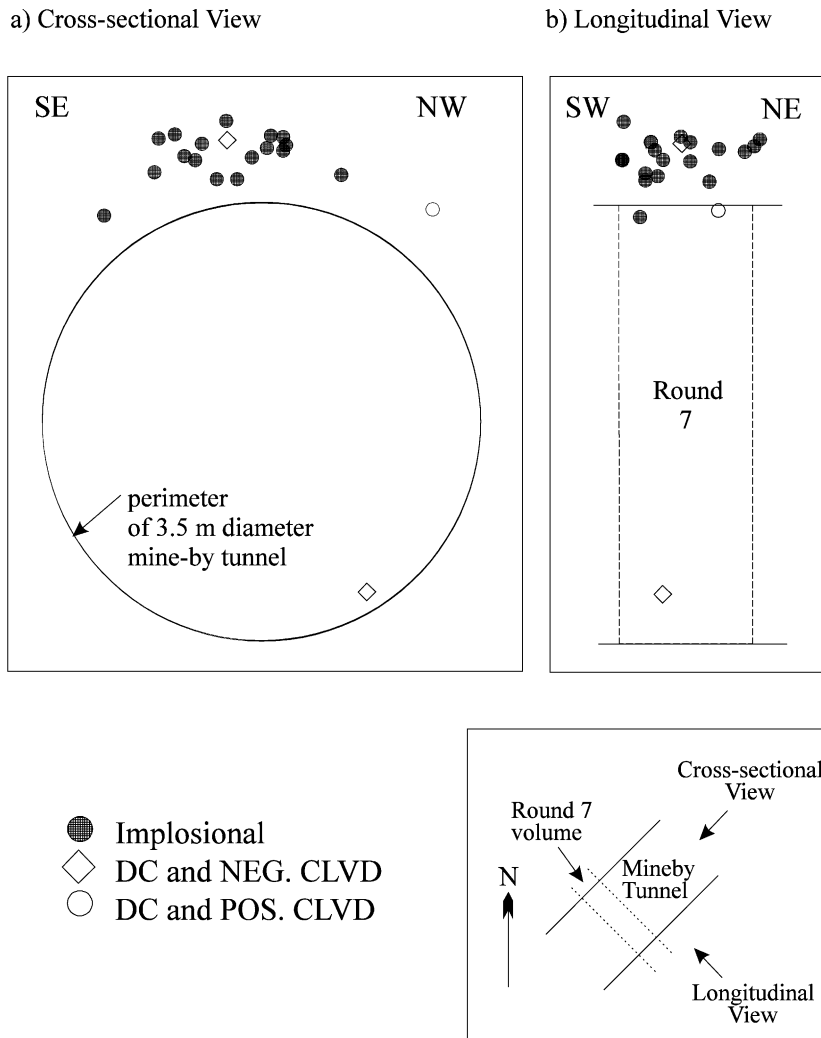 a) Cross-sectional View
b) Longitudinal View
SE
NW
SW
NE
Round
7
perimeter
of 3.5 m diameter
mine-by tunnel
Implosional
DC and NEG. CLVD
DC and POS. CLVD
Cross-sectional
View
Round 7
volume
N
Mineby
Tunnel
Longitudinal
View